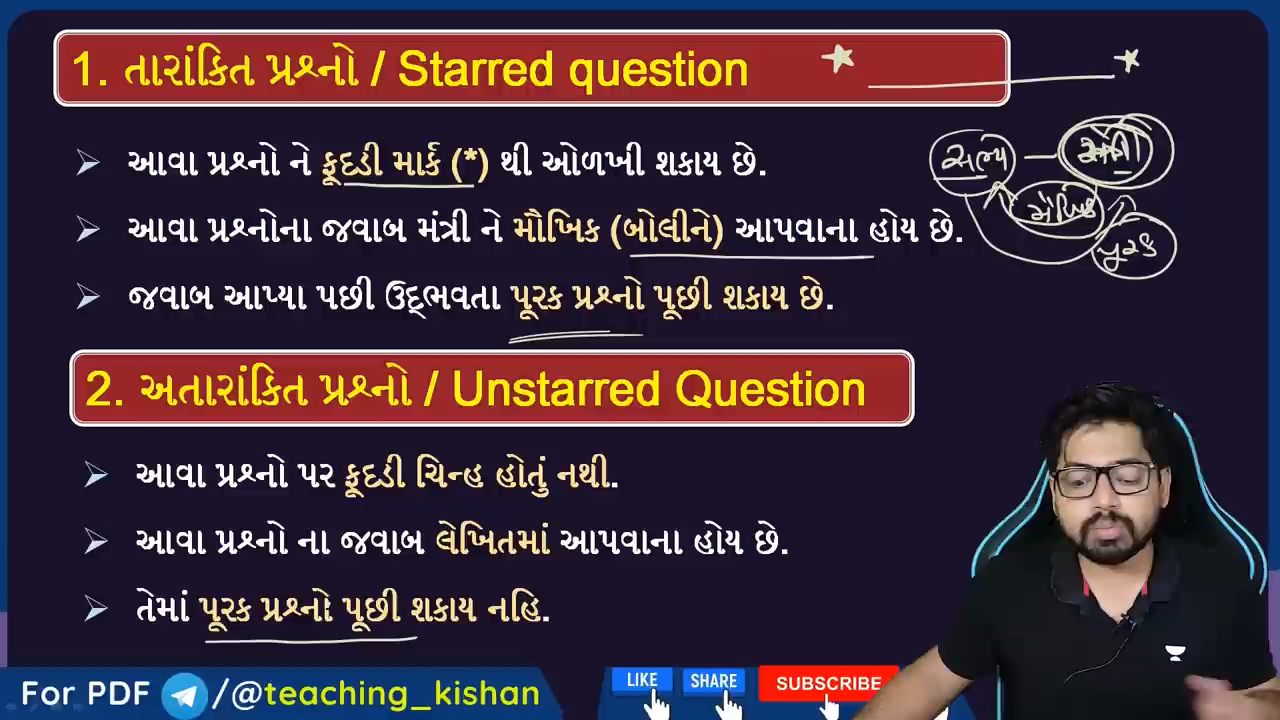 1. તારાંકિત પ્રશ્નો / Starred question
આવા પ્રશ્નો ને ફૂદડી માર્ક (*) થી ઓળખી શકાય છે.
સભ્ય — મંત્રી
મૌખિક
પૂરક
આવા પ્રશ્નોના જવાબ મંત્રી ને મૌખિક (બોલીને) આપવાના હોય છે.
જવાબ આપ્યા પછી ઉદ્‌ભવતા પૂરક પ્રશ્નો પૂછી શકાય છે.
2. અતારાંકિત પ્રશ્નો / Unstarred Question
આવા પ્રશ્નો પર ફૂદડી ચિન્હ હોતું નથી.
આવા પ્રશ્નો ના જવાબ લેખિતમાં આપવાના હોય છે.
તેમાં પૂરક પ્રશ્નો પૂછી શકાય નહિ.
For PDF /@teaching_kishan
LIKE SHARE SUBSCRIBE